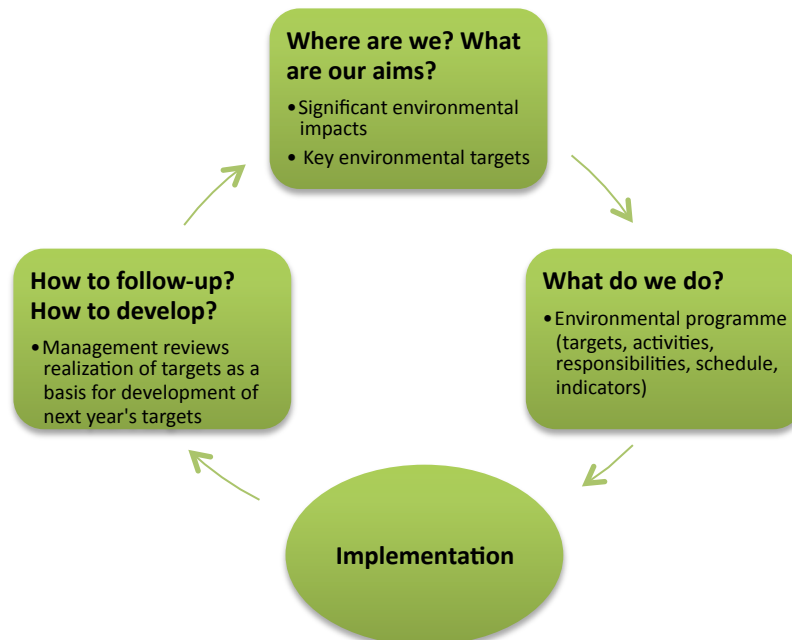 Where are we? What
are our aims?
•Significant environmental
impacts
• Key environmental targets
How to follow-up?
How to develop?
•Management reviews
realization of targets as a
basis for development of
next year's targets
What do we do?
•Environmental programme
(targets, activities,
responsibilities, schedule,
indicators)
Implementation